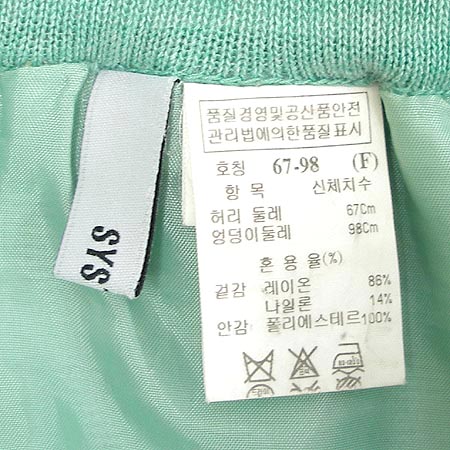 품질경영및공산품안전
관리법에의한품질표시
호칭 67-98 (F)
항 목 신체치수
허리 둘레 67Cm
엉덩이둘레 98Cm
혼 용 율(%)
겉감 레이온 86%
나일론 14%
안감 폴리에스테르100%
SYS